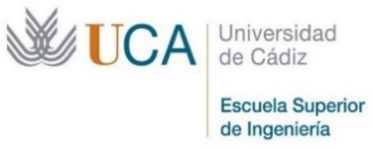 UCA
Universidad
de Cádiz
Escuela Superior
de Ingeniería